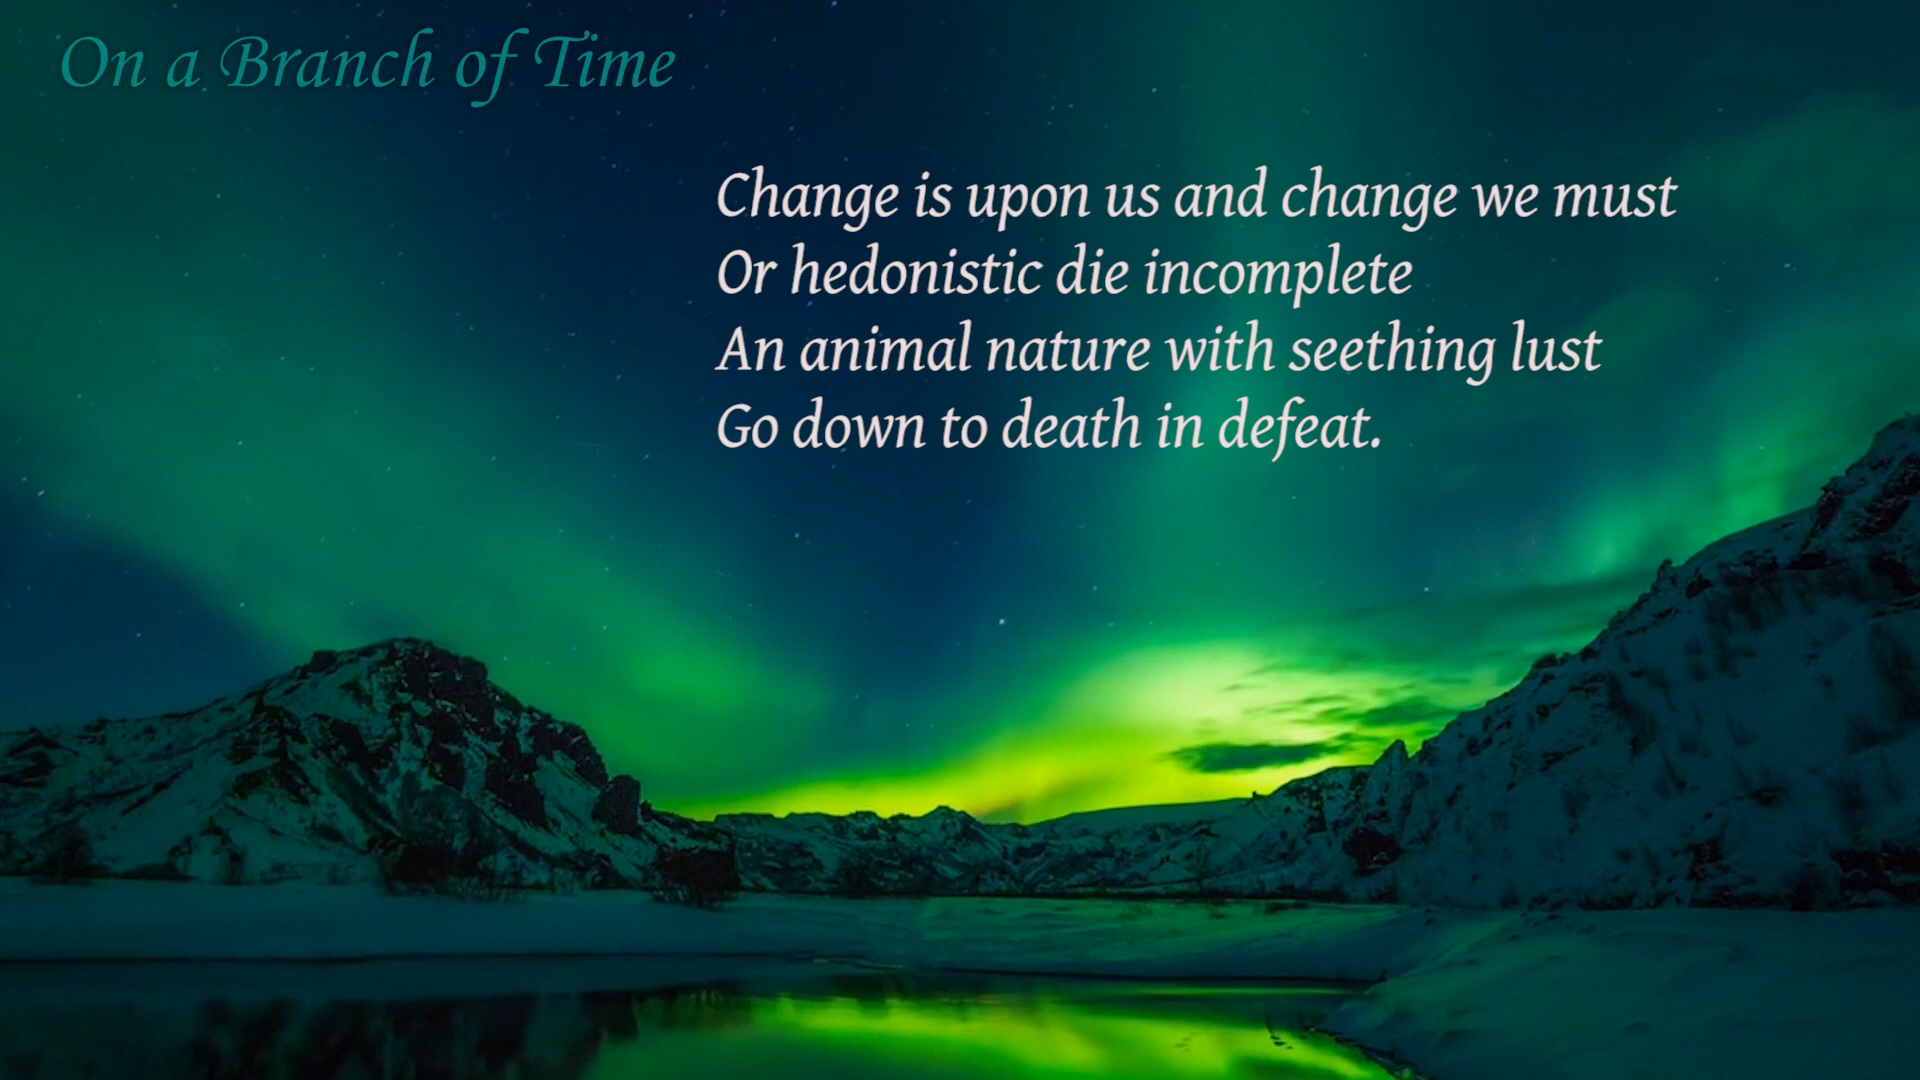 On a Branch of Time
Change is upon us and change we must
Or hedonistic die incomplete
An animal nature with seething lust
Go down to death in defeat.